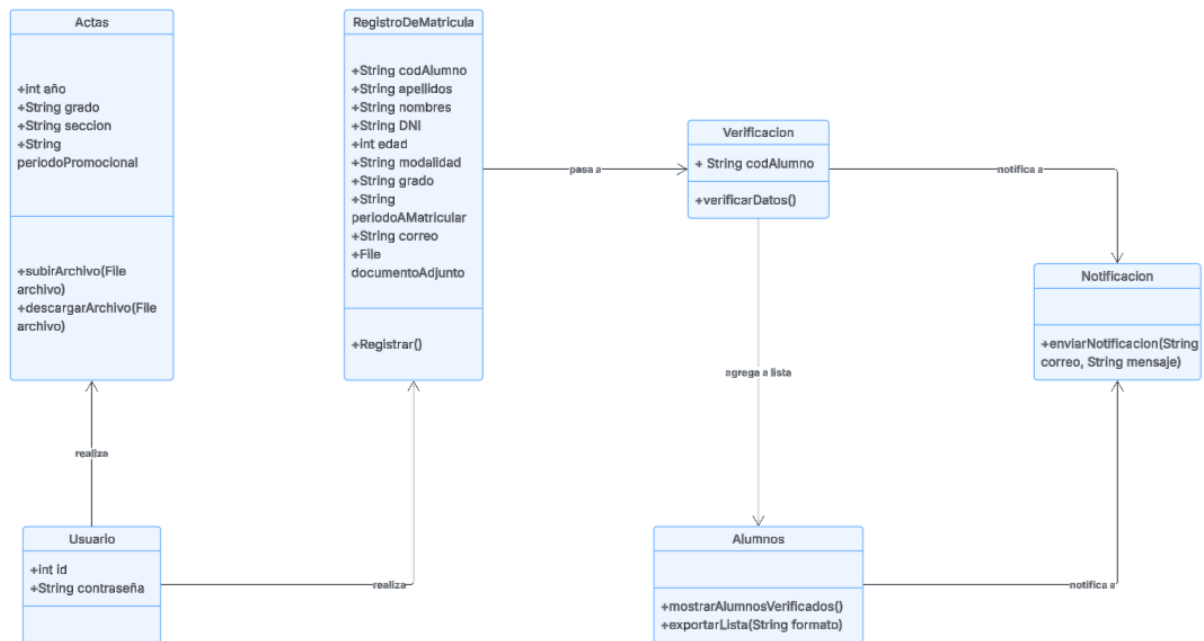 Actas
+int año
+String grado
+String seccion
+String
periodoPromocional
+subirArchivo(File
archivo)
+descargarArchivo(File
archivo)
RegistroDeMatricula
+String codAlumno
+String apellidos
+String nombres
+String DNI
+int edad
+String modalidad
+String grado
+String
periodoAMatricular
+String correo
+File
documentoAdjunto
+Registrar()
pasa a
Verificacion
+ String codAlumno
+verificarDatos()
notifica a
Notificacion
+enviarNotificacion(String
correo, String mensaje)
agrega a lista
realiza
Usuario
+int id
+String contraseña
realiza
Alumnos
+mostrarAlumnosVerificados()
+exportarLista(String formato)
notifica a